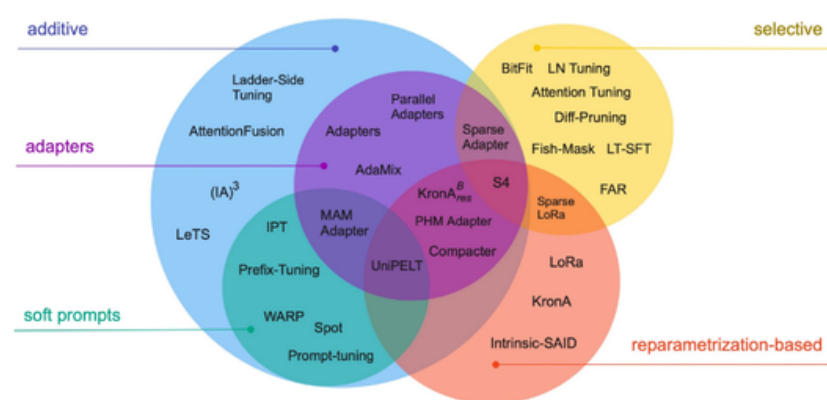 additive
selective
BitFit LN Tuning
Ladder-Side
Tuning
Attention Tuning
Parallel
Adapters
Diff-Pruning
AttentionFusion
Adapters
Sparse
Adapter
adapters
Fish-Mask LT-SFT
AdaMix
S4
FAR
(IA)³
KronAᴮres
Sparse
LoRa
MAM
Adapter
PHM Adapter
IPT
LeTS
Compacter
UniPELT
LoRa
Prefix-Tuning
KronA
soft prompts
WARP
Spot
Intrinsic-SAID
reparametrization-based
Prompt-tuning